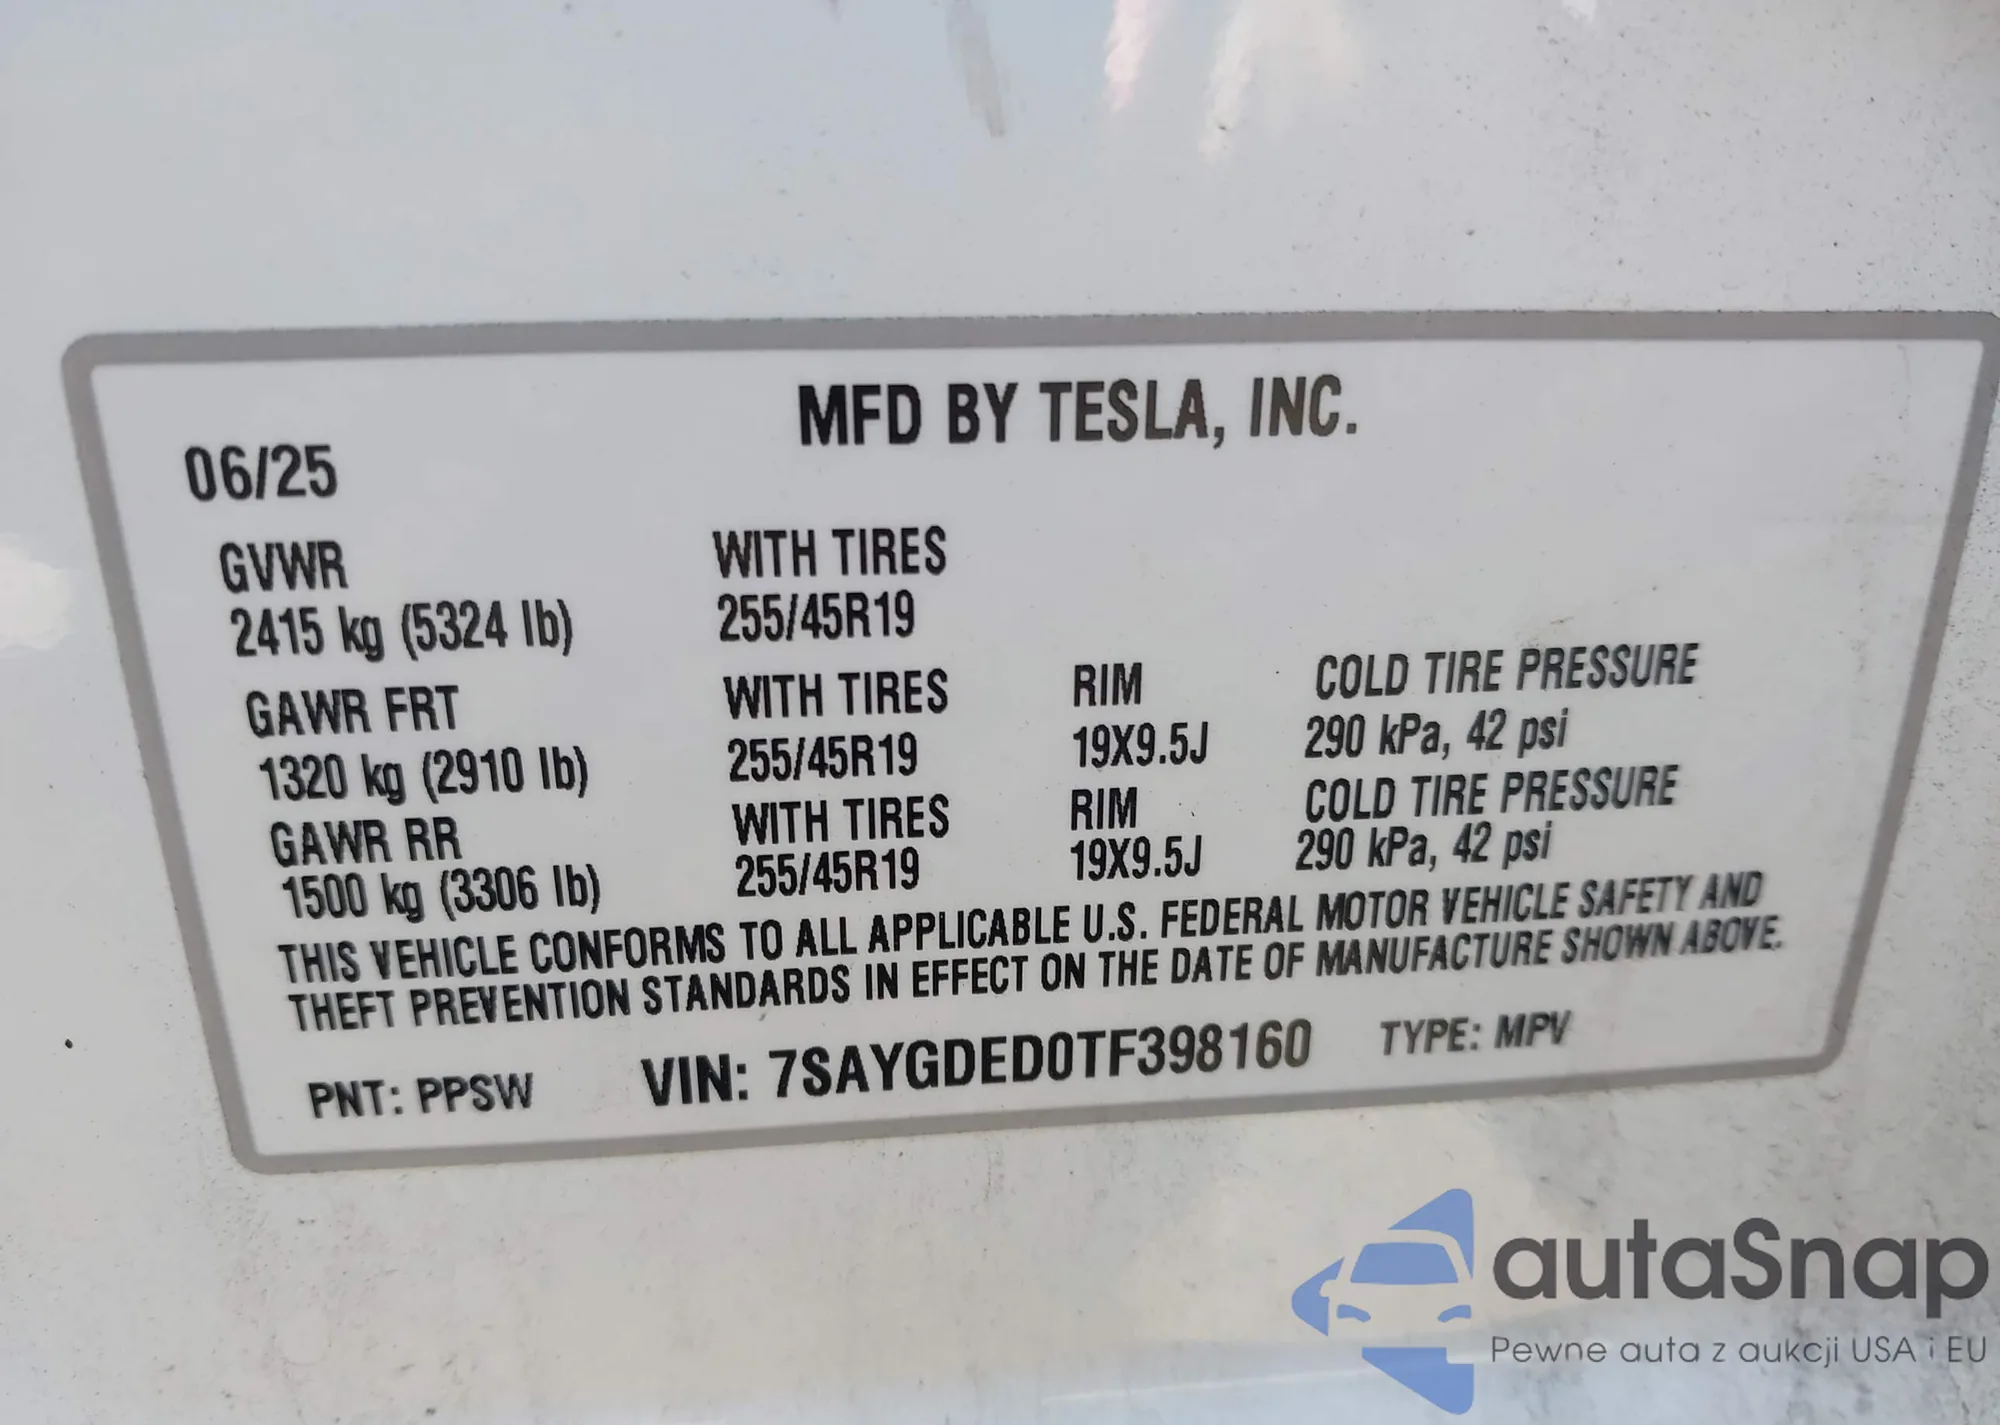 MFD BY TESLA, INC.
06/25
GVWR WITH TIRES
2415 kg (5324 lb) 255/45R19
GAWR FRT WITH TIRES RIM COLD TIRE PRESSURE
1320 kg (2910 lb) 255/45R19 19X9.5J 290 kPa, 42 psi
GAWR RR WITH TIRES RIM COLD TIRE PRESSURE
1500 kg (3306 lb) 255/45R19 19X9.5J 290 kPa, 42 psi
THIS VEHICLE CONFORMS TO ALL APPLICABLE U.S. FEDERAL MOTOR VEHICLE SAFETY AND
THEFT PREVENTION STANDARDS IN EFFECT ON THE DATE OF MANUFACTURE SHOWN ABOVE.
PNT: PPSW VIN: 7SAYGDED0TF398160 TYPE: MPV
autaSnap
Pewne auta z aukcji USA i EU